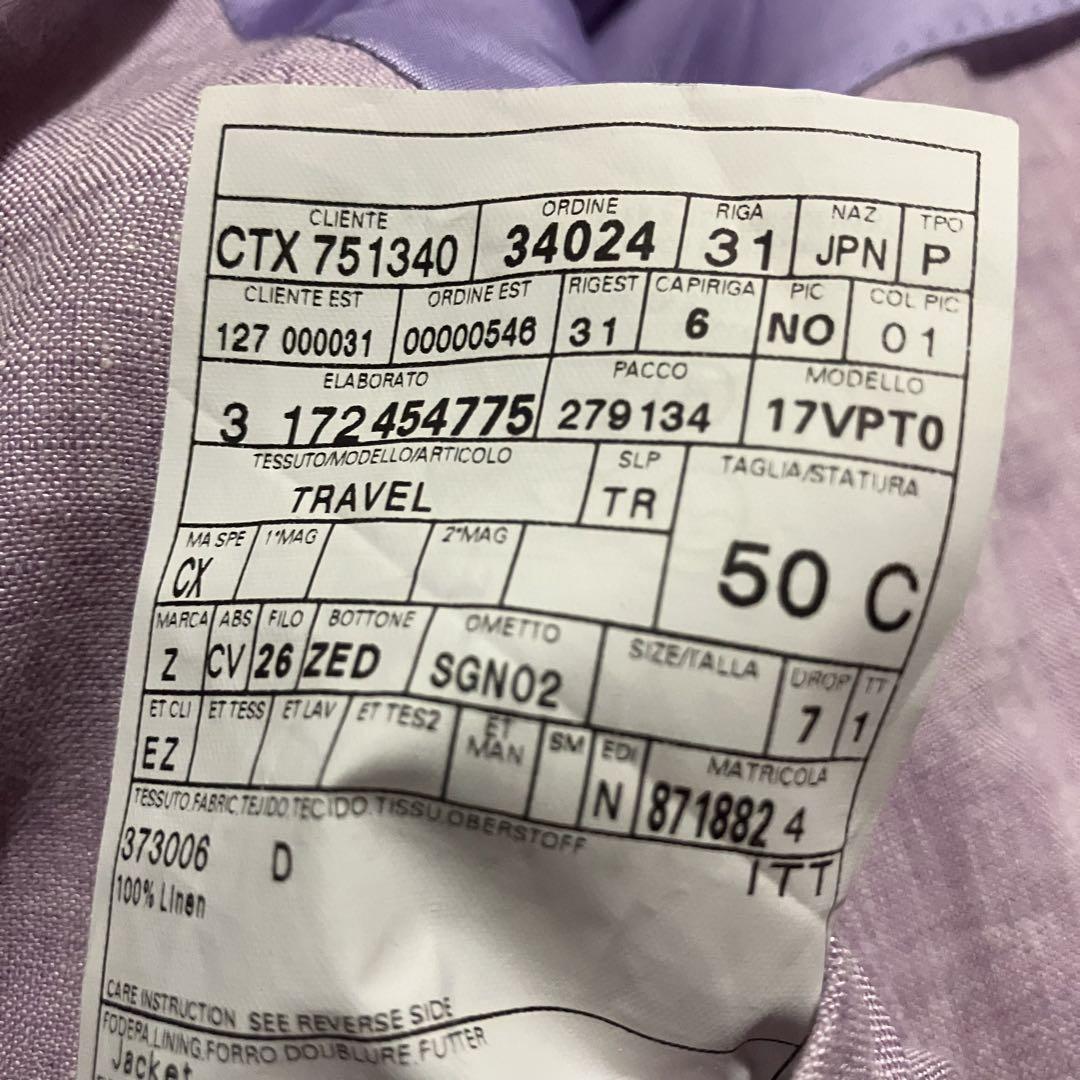 CLIENTE ORDINE RIGA NAZ TPO
CTX 751340 34024 31 JPN P
CLIENTE EST ORDINE EST RIGEST CAPIRIGA PIC COL PIC
127 000031 00000546 31 6 NO 01
ELABORATO PACCO MODELLO
3 172454775 279134 17VPT0
TESSUTO/MODELLO/ARTICOLO SLP TAGLIA/STATURA
TRAVEL TR 50 C
MA SPE 1°MAG 2°MAG
CX
MARCA ABS FILO BOTTONE OMETTO SIZE/TALLA DROP TT
Z CV 26 ZED SGN02 7 1
ET CLI ET TESS ET LAV ET TES2 ET MAN SM EDI MATRICOLA
EZ N 871882 4
TESSUTO.FABRIC.TEJIDO.TECIDO.TISSU.OBERSTOFF
373006 D ITT
100% Linen
CARE INSTRUCTION SEE REVERSE SIDE
FODERA.LINING.FORRO DOUBLURE.FUTTER
Jacket